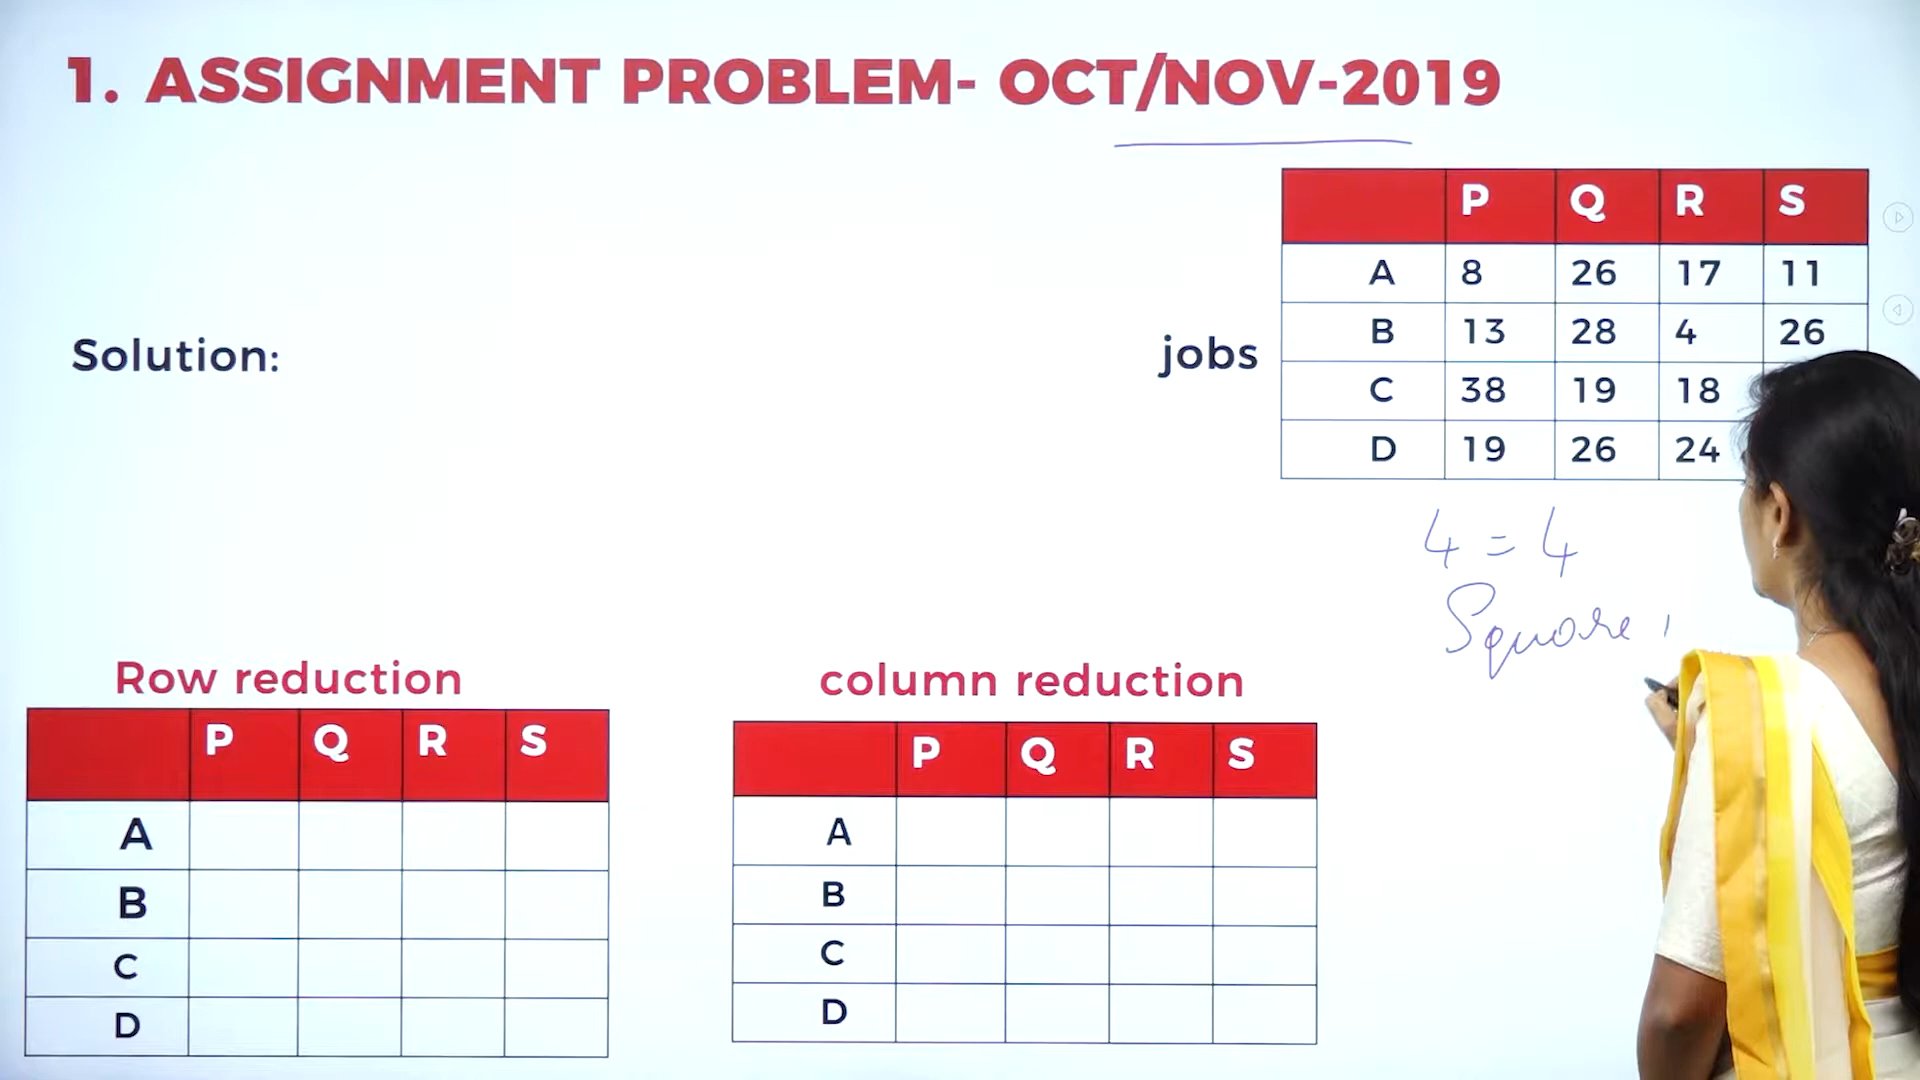 1. ASSIGNMENT PROBLEM- OCT/NOV-2019
P Q R S
A 8 26 17 11
B 13 28 4 26
C 38 19 18
D 19 26 24
jobs
Solution:
4 = 4
Square
Row reduction
P Q R S
A
B
C
D
column reduction
P Q R S
A
B
C
D